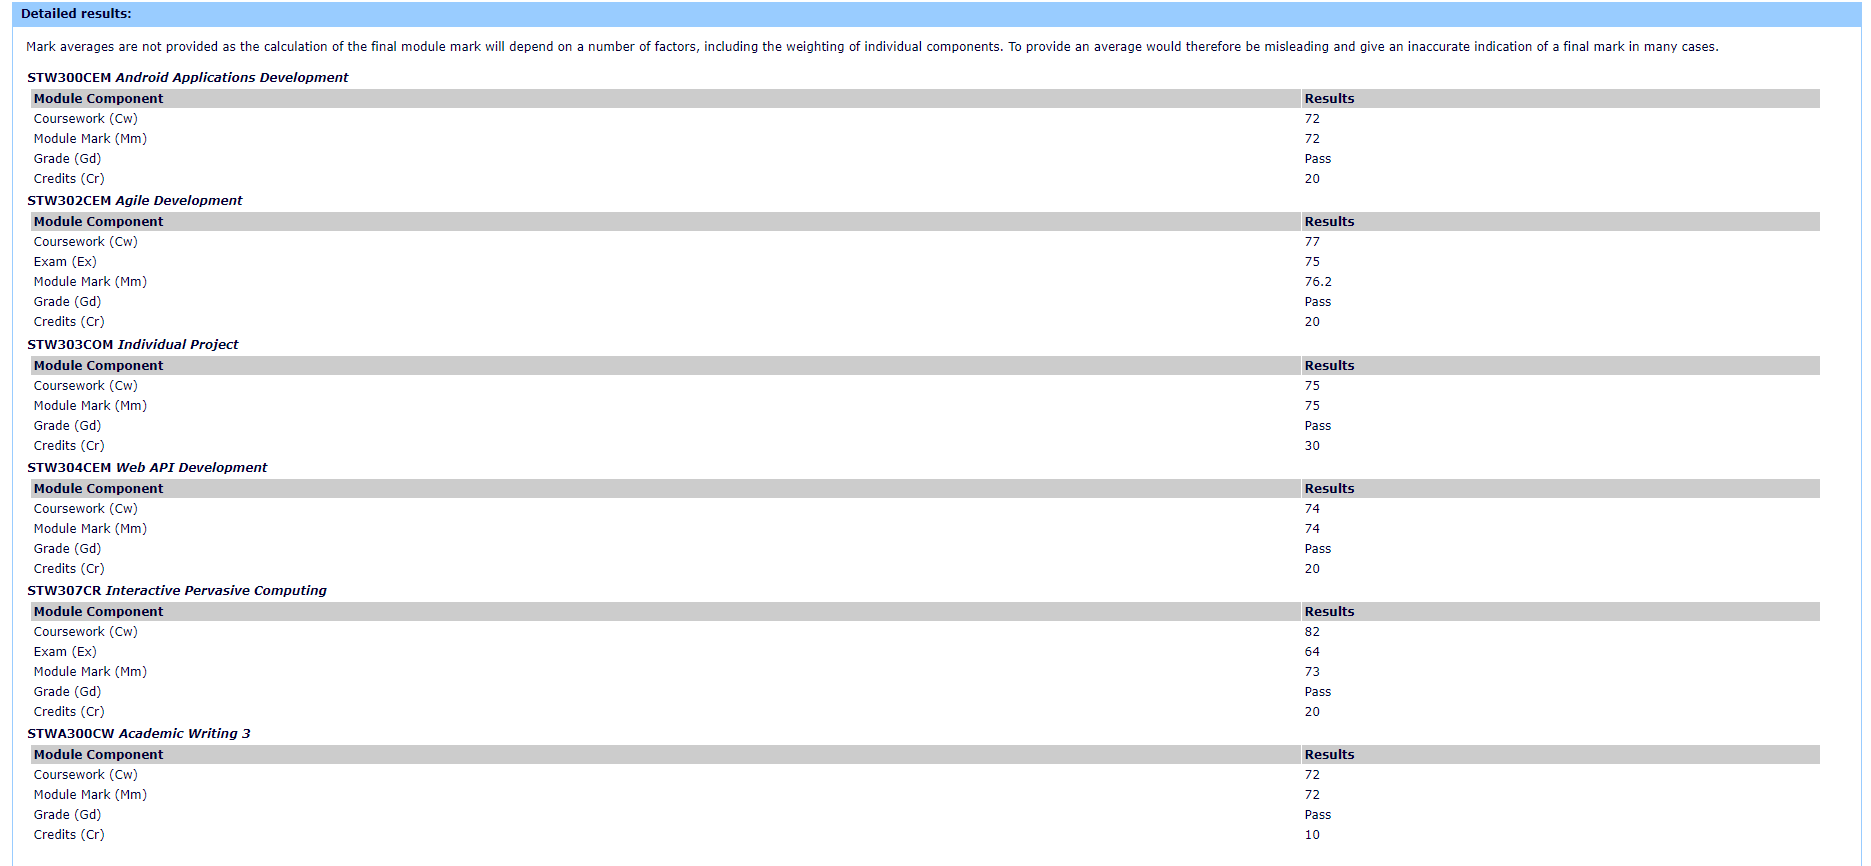 Detailed results:
Mark averages are not provided as the calculation of the final module mark will depend on a number of factors, including the weighting of individual components. To provide an average would therefore be misleading and give an inaccurate indication of a final mark in many cases.
STW300CEM Android Applications Development
Module Component Results
Coursework (Cw) 72
Module Mark (Mm) 72
Grade (Gd) Pass
Credits (Cr) 20
STW302CEM Agile Development
Module Component Results
Coursework (Cw) 77
Exam (Ex) 75
Module Mark (Mm) 76.2
Grade (Gd) Pass
Credits (Cr) 20
STW303COM Individual Project
Module Component Results
Coursework (Cw) 75
Module Mark (Mm) 75
Grade (Gd) Pass
Credits (Cr) 30
STW304CEM Web API Development
Module Component Results
Coursework (Cw) 74
Module Mark (Mm) 74
Grade (Gd) Pass
Credits (Cr) 20
STW307CR Interactive Pervasive Computing
Module Component Results
Coursework (Cw) 82
Exam (Ex) 64
Module Mark (Mm) 73
Grade (Gd) Pass
Credits (Cr) 20
STWA300CW Academic Writing 3
Module Component Results
Coursework (Cw) 72
Module Mark (Mm) 72
Grade (Gd) Pass
Credits (Cr) 10